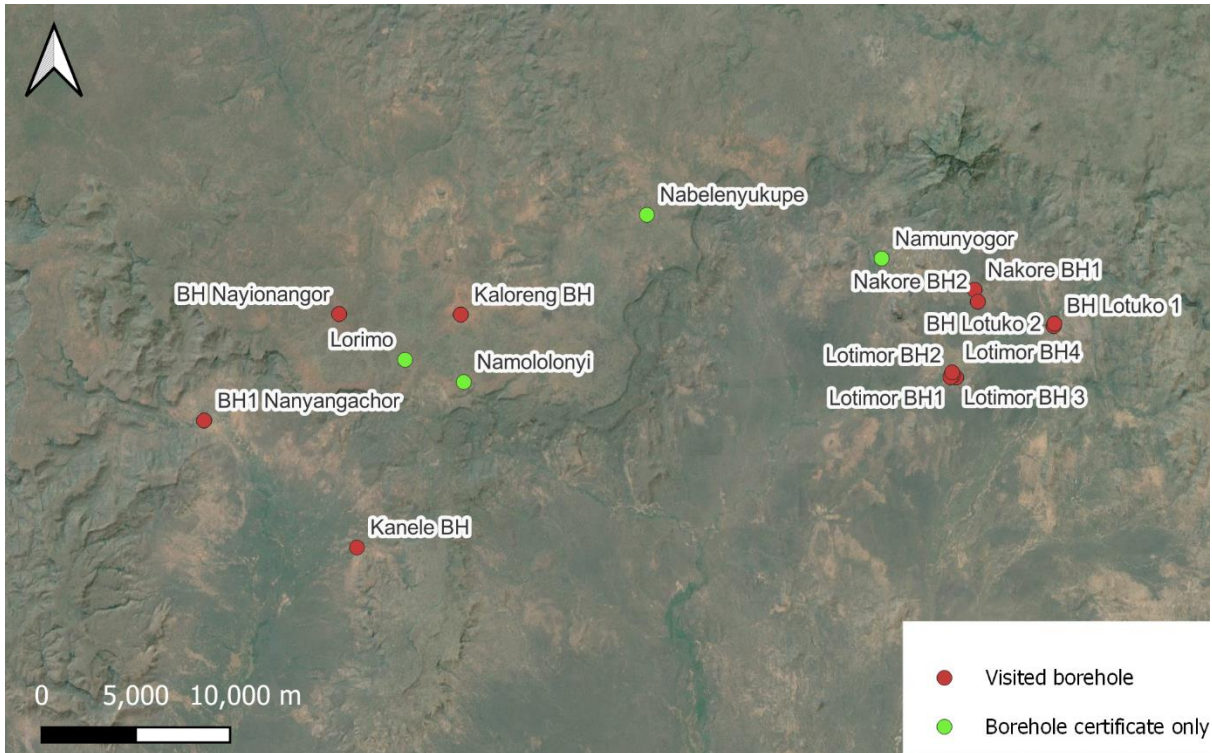 Nabelenyukupe
Namunyogor
Nakore BH2
Nakore BH1
BH Nayionangor
Kaloreng BH
BH Lotuko 1
BH Lotuko 2
Lorimo
Lotimor BH2
Lotimor BH4
Namololonyi
Lotimor BH1
Lotimor BH 3
BH1 Nanyangachor
Kanele BH
0 5,000 10,000 m
Visited borehole
Borehole certificate only